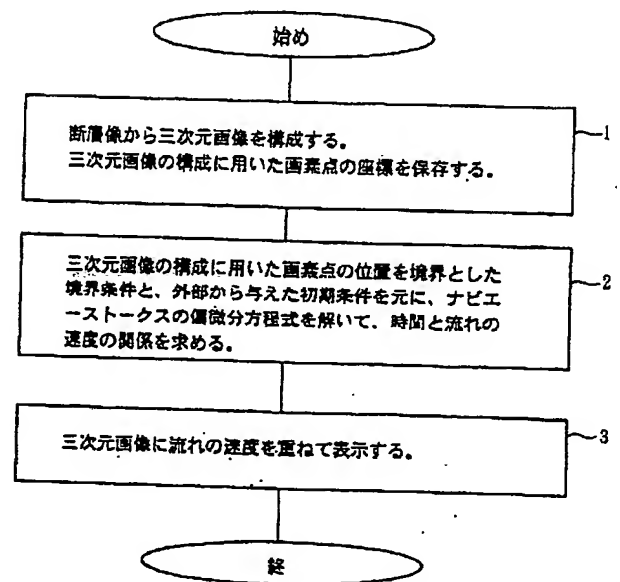 始め
断層像から三次元画像を構成する。
三次元画像の構成に用いた画素点の座標を保存する。
1
三次元画像の構成に用いた画素点の位置を境界とした
境界条件と、外部から与えた初期条件を元に、ナビエ
ーストークスの偏微分方程式を解いて、時間と流れの
速度の関係を求める。
2
三次元画像に流れの速度を重ねて表示する。
3
終